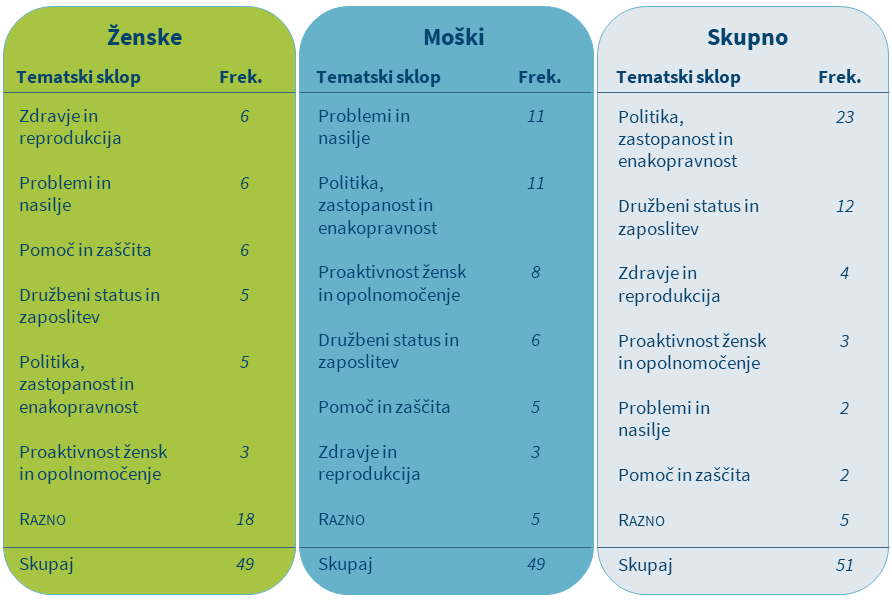 Ženske
Tematski sklop Frek.
Zdravje in 6
reprodukcija
Problemi in 6
nasilje
Pomoč in zaščita 6
Družbeni status in 5
zaposlitev
Politika, 5
zastopanost in
enakopravnost
Proaktivnost žensk 3
in opolnomočenje
RAZNO 18
Skupaj 49
Moški
Tematski sklop Frek.
Problemi in 11
nasilje
Politika, 11
zastopanost in
enakopravnost
Proaktivnost žensk 8
in opolnomočenje
Družbeni status in 6
zaposlitev
Pomoč in zaščita 5
Zdravje in 3
reprodukcija
RAZNO 5
Skupaj 49
Skupno
Tematski sklop Frek.
Politika, 23
zastopanost in
enakopravnost
Družbeni status in 12
zaposlitev
Zdravje in 4
reprodukcija
Proaktivnost žensk 3
in opolnomočenje
Problemi in 2
nasilje
Pomoč in zaščita 2
RAZNO 5
Skupaj 51